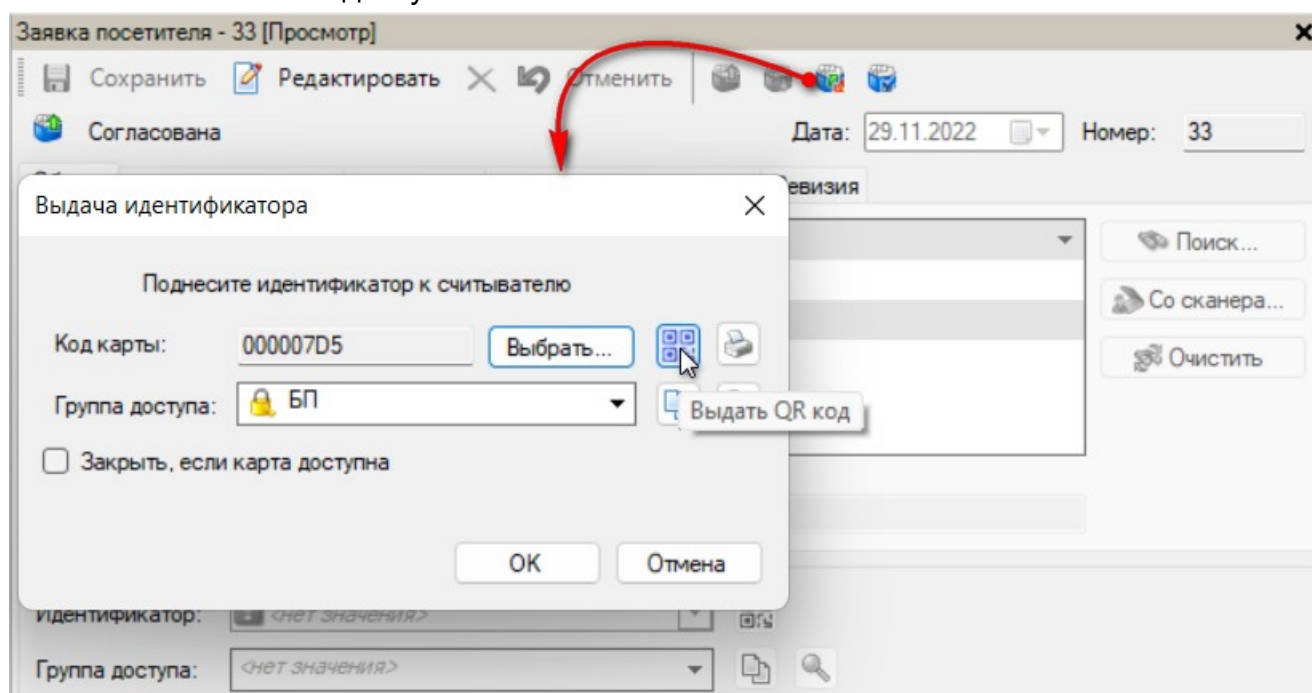 Заявка посетителя - 33 [Просмотр]
Сохранить Редактировать Отменить
Согласована Дата: 29.11.2022 Номер: 33
Ревизия
Выдача идентификатора
Поиск...
Поднесите идентификатор к считывателю
Со сканера...
Код карты: 000007D5 Выбрать...
Очистить
Группа доступа: БП
Выдать QR код
Закрыть, если карта доступна
OK Отмена
Идентификатор: <нет значения>
Группа доступа: <нет значения>